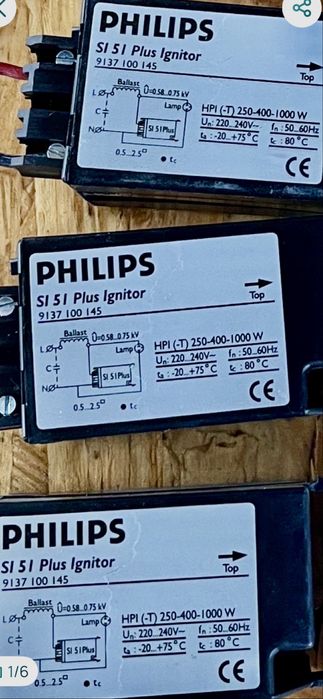 PHILIPS
SI 51 Plus Ignitor
9137 100 145
Top
Ballast
Û=0.58..0.75 kV
LØ
Lamp
C
SI 51 Plus
NØ
0.5...2.5□
tc
HPI (-T) 250-400-1000 W
Un: 220...240V~ fn : 50...60Hz
ta : -20...+75°C tc : 80°C
CE
PHILIPS
SI 51 Plus Ignitor
9137 100 145
Top
Ballast
Û=0.58..0.75 kV
LØ
Lamp
C
SI 51 Plus
NØ
0.5...2.5□
tc
HPI (-T) 250-400-1000 W
Un: 220...240V~ fn : 50...60Hz
ta : -20...+75°C tc : 80°C
CE
PHILIPS
SI 51 Plus Ignitor
9137 100 145
Top
Ballast
Û=0.58..0.75 kV
LØ
Lamp
C
SI 51 Plus
0.5...2.5□
tc
HPI (-T) 250-400-1000 W
Un: 220...240V~ fn : 50...60Hz
ta : -20...+75°C tc : 80°C
CE
1/6